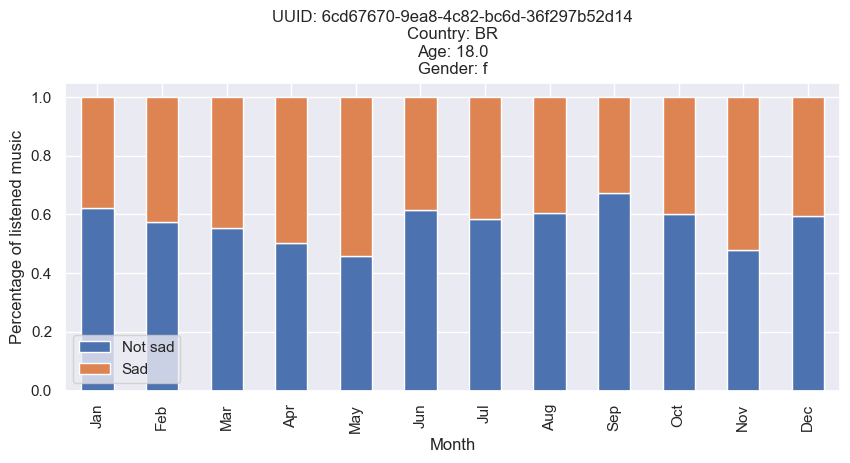 UUID: 6cd67670-9ea8-4c82-bc6d-36f297b52d14
Country: BR
Age: 18.0
Gender: f
Percentage of listened music
1.0
0.8
0.6
0.4
0.2
0.0
Not sad
Sad
Jan
Feb
Mar
Apr
May
Jun
Jul
Aug
Sep
Oct
Nov
Dec
Month